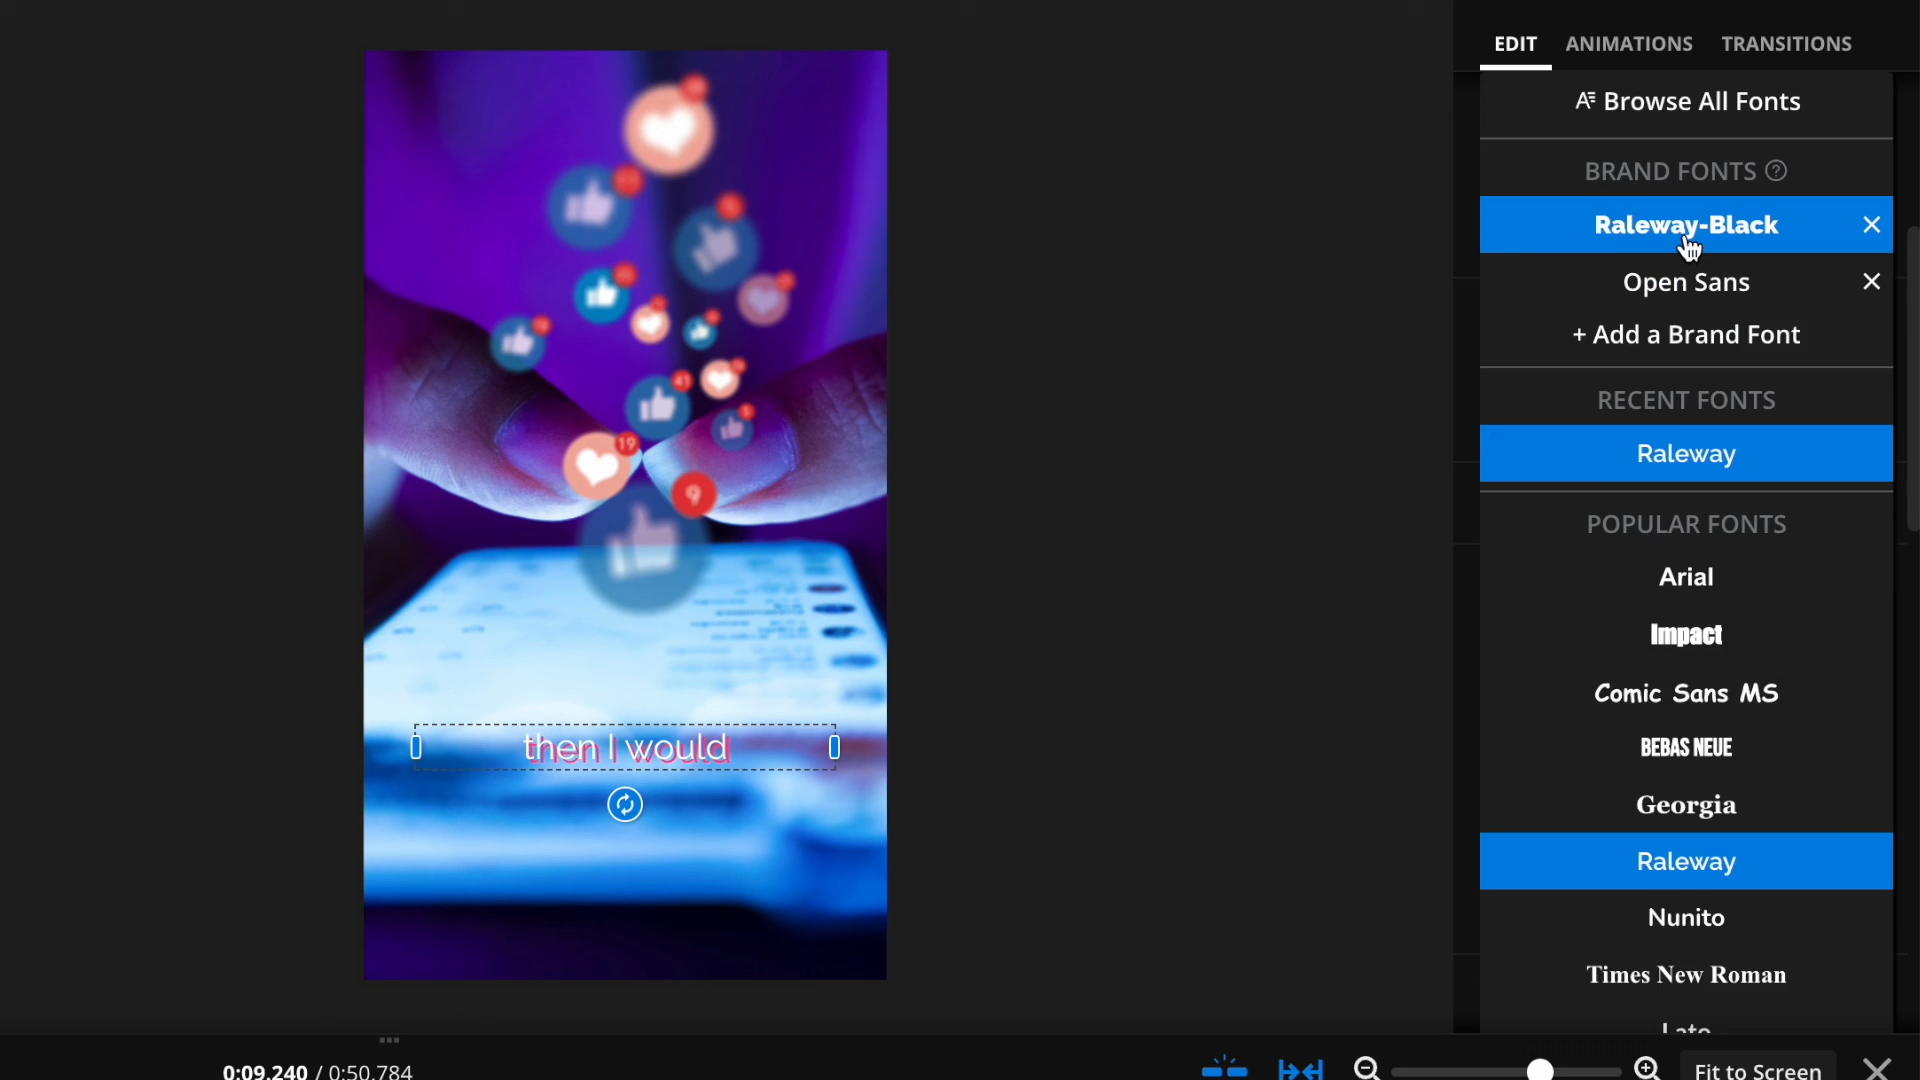 EDIT ANIMATIONS TRANSITIONS
Browse All Fonts
BRAND FONTS ?
Raleway-Black
Open Sans
+ Add a Brand Font
RECENT FONTS
Raleway
POPULAR FONTS
Arial
Impact
Comic Sans MS
BEBAS NEUE
Georgia
Raleway
Nunito
Times New Roman
Lato
41
19
9
then I would
0:09.240 / 0:50.784
Fit to Screen